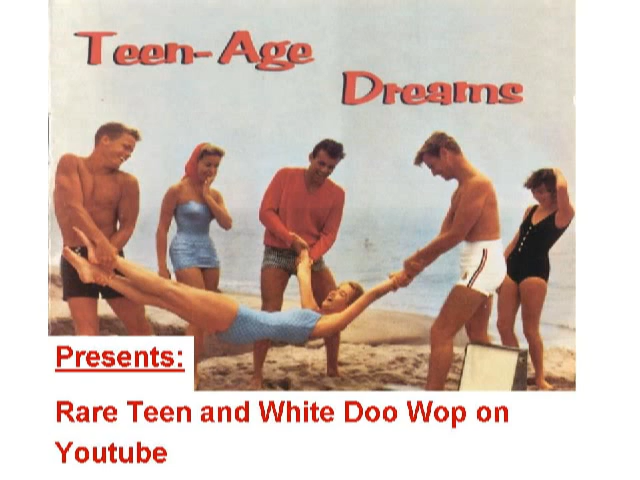 Teen-Age
Dreams
Presents:
Rare Teen and White Doo Wop on
Youtube